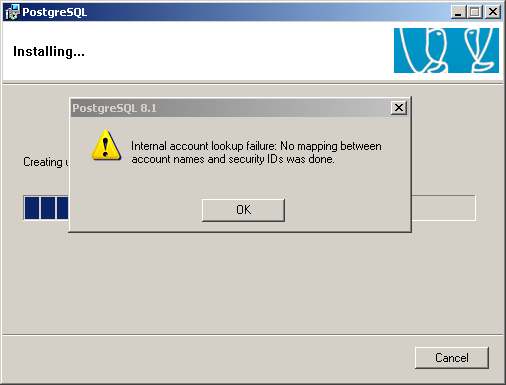 PostgreSQL
Installing...
PostgreSQL 8.1
Internal account lookup failure: No mapping between
account names and security IDs was done.
Creating
OK
Cancel